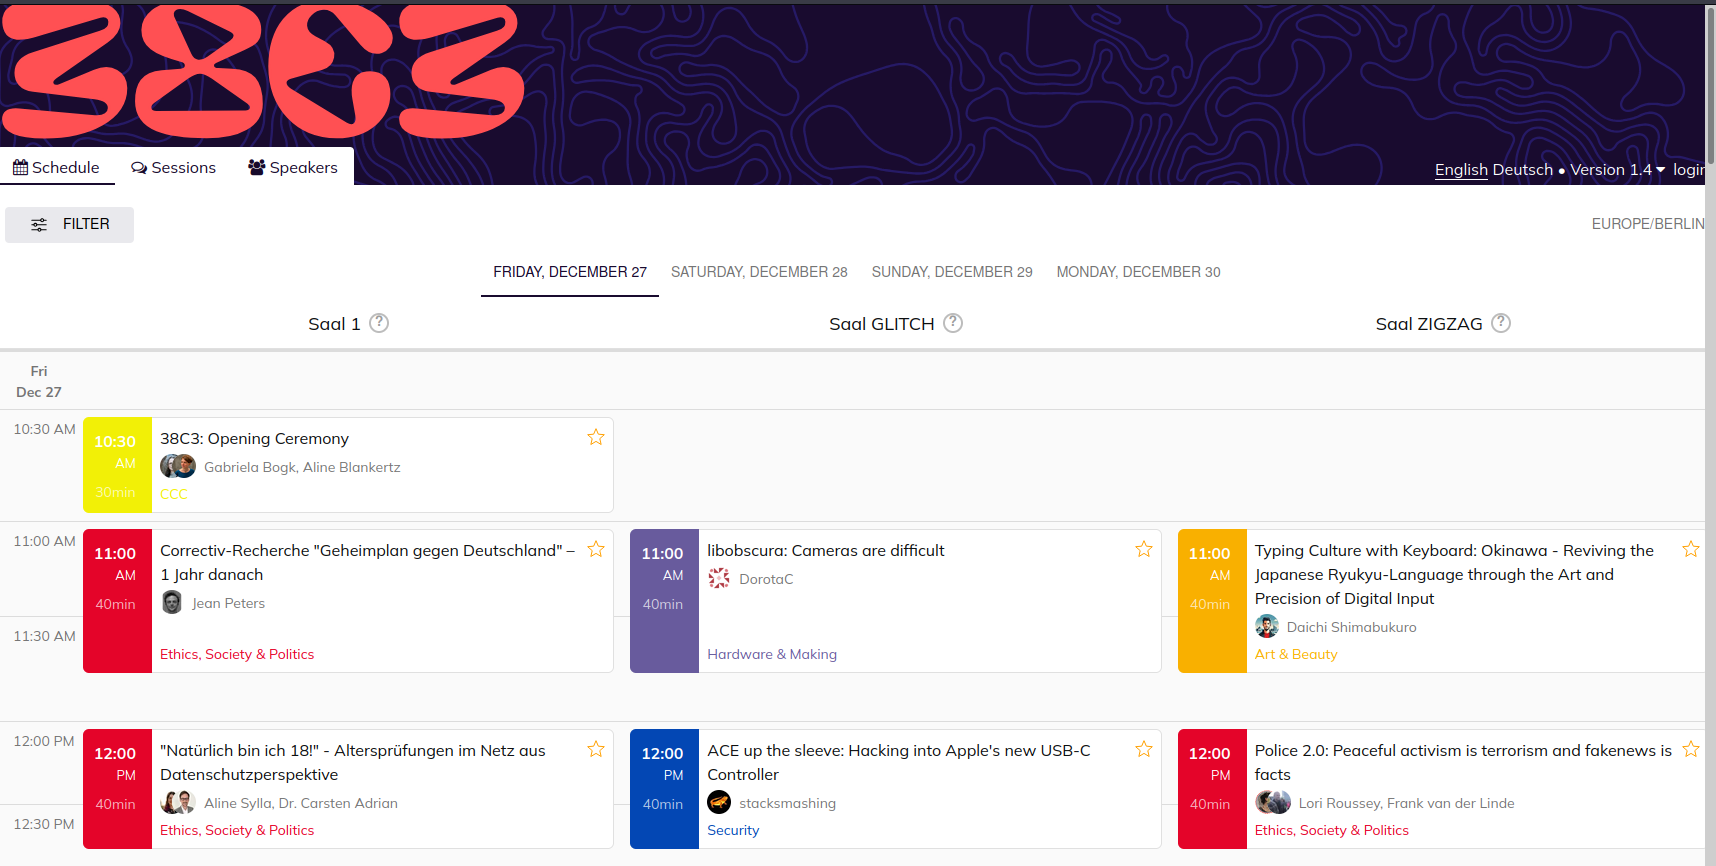 38C3
Schedule Sessions Speakers
English Deutsch • Version 1.4 login
FILTER
EUROPE/BERLIN
FRIDAY, DECEMBER 27 SATURDAY, DECEMBER 28 SUNDAY, DECEMBER 29 MONDAY, DECEMBER 30
Saal 1 ? Saal GLITCH ? Saal ZIGZAG ?
Fri
Dec 27
10:30 AM
10:30
AM
30min
38C3: Opening Ceremony
Gabriela Bogk, Aline Blankertz
CCC
11:00 AM
11:00
AM
40min
Correctiv-Recherche "Geheimplan gegen Deutschland" –
1 Jahr danach
Jean Peters
Ethics, Society & Politics
11:00
AM
40min
libobscura: Cameras are difficult
DorotaC
Hardware & Making
11:00
AM
40min
Typing Culture with Keyboard: Okinawa - Reviving the
Japanese Ryukyu-Language through the Art and
Precision of Digital Input
Daichi Shimabukuro
Art & Beauty
11:30 AM
12:00 PM
12:00
PM
40min
"Natürlich bin ich 18!" - Altersprüfungen im Netz aus
Datenschutzperspektive
Aline Sylla, Dr. Carsten Adrian
Ethics, Society & Politics
12:00
PM
40min
ACE up the sleeve: Hacking into Apple's new USB-C
Controller
stacksmashing
Security
12:00
PM
40min
Police 2.0: Peaceful activism is terrorism and fakenews is
facts
Lori Roussey, Frank van der Linde
Ethics, Society & Politics
12:30 PM